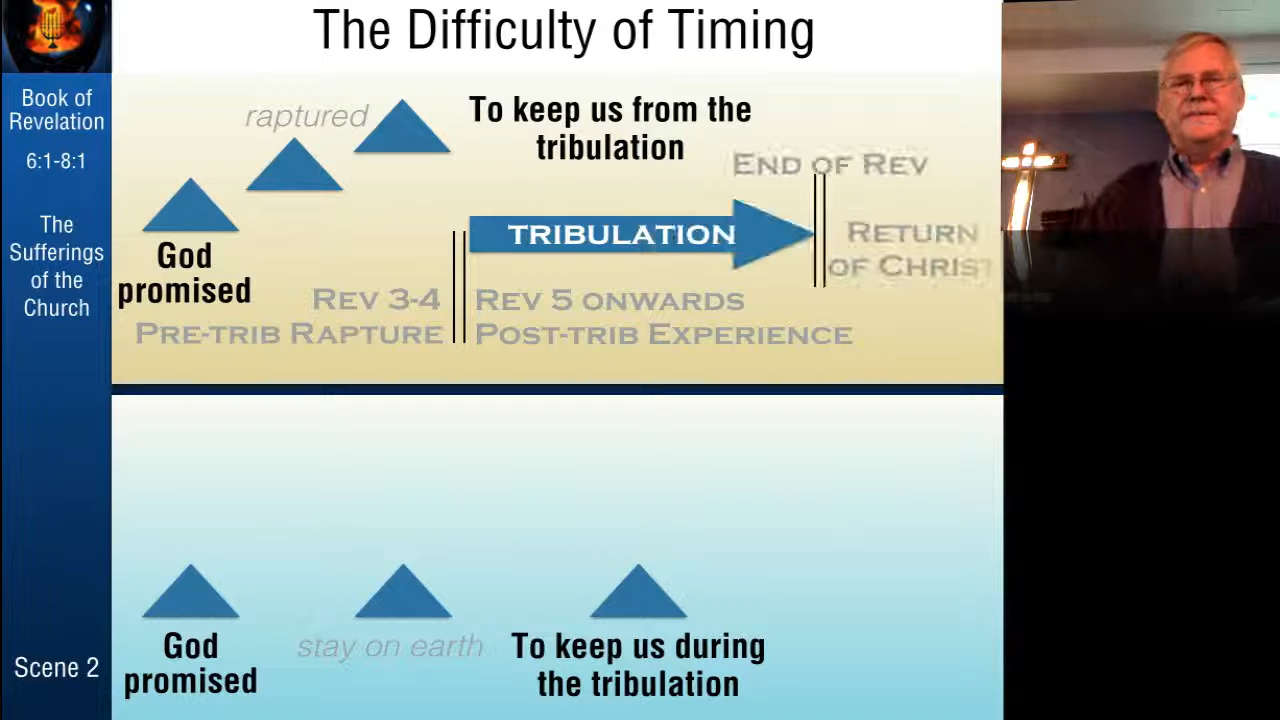 The Difficulty of Timing
Book of
Revelation
6:1-8:1
The
Sufferings
of the
Church
Scene 2
raptured
To keep us from the
tribulation
END OF REV
TRIBULATION
RETURN
OF CHRIST
God
promised
REV 3-4
PRE-TRIB RAPTURE
REV 5 ONWARDS
POST-TRIB EXPERIENCE
God
promised
stay on earth
To keep us during
the tribulation